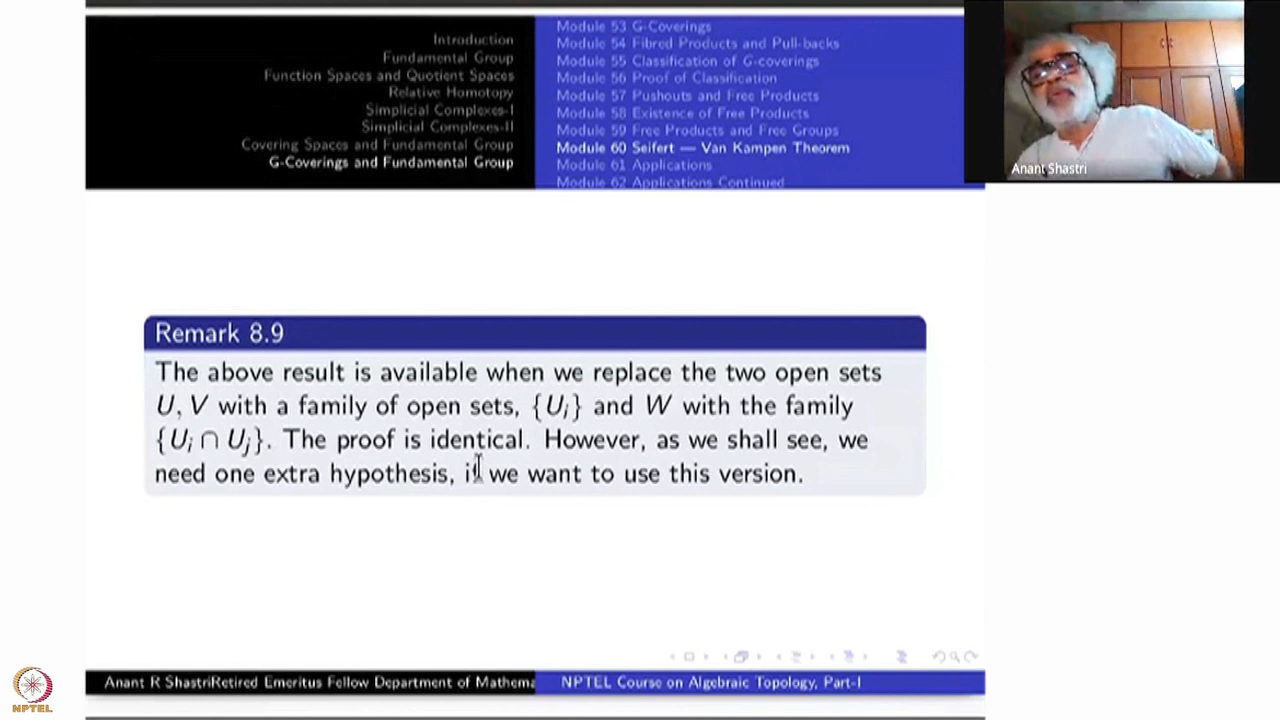 Introduction
Fundamental Group
Function Spaces and Quotient Spaces
Relative Homotopy
Simplicial Complexes-I
Simplicial Complexes-II
Covering Spaces and Fundamental Group
G-Coverings and Fundamental Group
Module 53 G-Coverings
Module 54 Fibred Products and Pull-backs
Module 55 Classification of G-coverings
Module 56 Proof of Classification
Module 57 Pushouts and Free Products
Module 58 Existence of Free Products
Module 59 Free Products and Free Groups
Module 60 Seifert — Van Kampen Theorem
Module 61 Applications
Module 62 Applications Continued
Anant Shastri
Remark 8.9
The above result is available when we replace the two open sets
U, V with a family of open sets, {U_i} and W with the family
{U_i ∩ U_j}. The proof is identical. However, as we shall see, we
need one extra hypothesis, if we want to use this version.
Anant R ShastriRetired Emeritus Fellow Department of Mathema
NPTEL Course on Algebraic Topology, Part-I
NPTEL